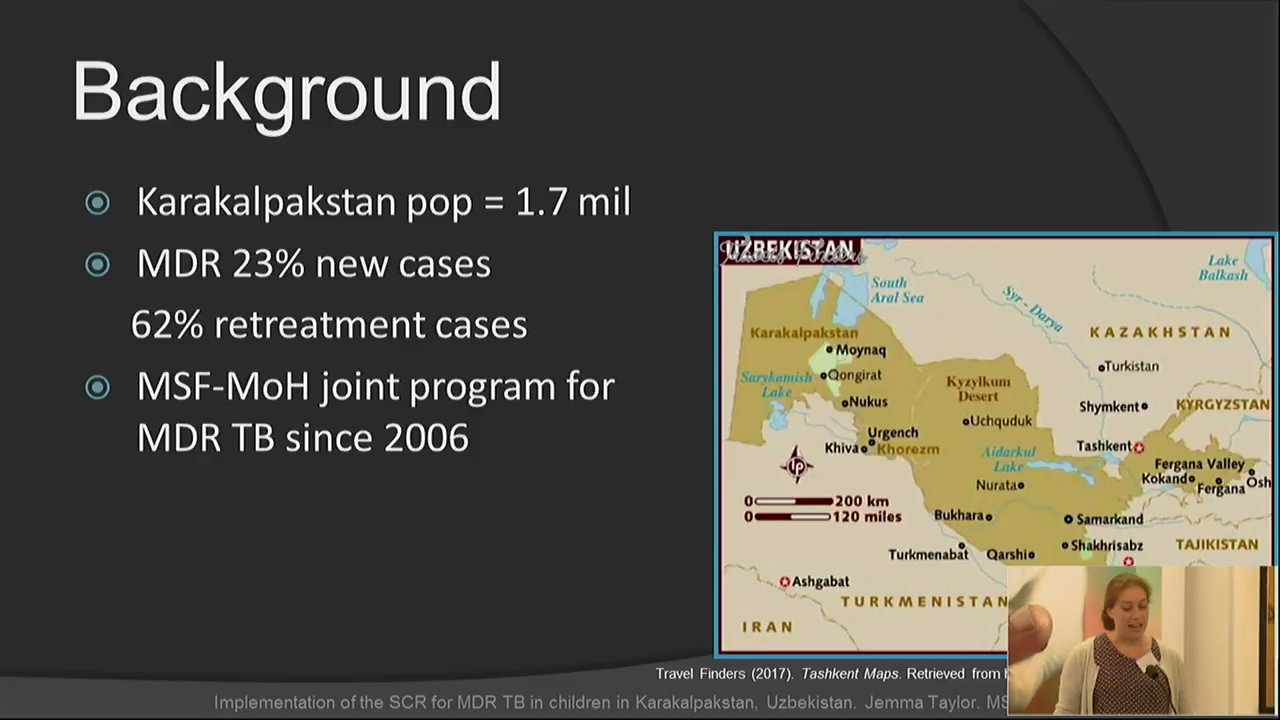 Background
Karakalpakstan pop = 1.7 mil
MDR 23% new cases
62% retreatment cases
MSF-MoH joint program for
MDR TB since 2006
UZBEKISTAN
South
Aral Sea
Lake
Balkash
Syr-Darya
KAZAKHSTAN
Karakalpakstan
Moynaq
Turkistan
Sarykamish
Lake
Qongirat
Kyzylkum
Desert
Nukus
Shymkent
KYRGYZSTAN
Uchquduk
Urgench
Khiva
Khorezm
Tashkent
Aidarkul
Lake
Fergana Valley
Kokand
Osh
Fergana
Nurata
lp
0 200 km
0 120 miles
Bukhara
Samarkand
Turkmenabat
Qarshi
Shakhrisabz
TAJIKISTAN
Ashgabat
TURKMENISTAN
IRAN
Travel Finders (2017). Tashkent Maps. Retrieved from
Implementation of the SCR for MDR TB in children in Karakalpakstan, Uzbekistan. Jemma Taylor. MS